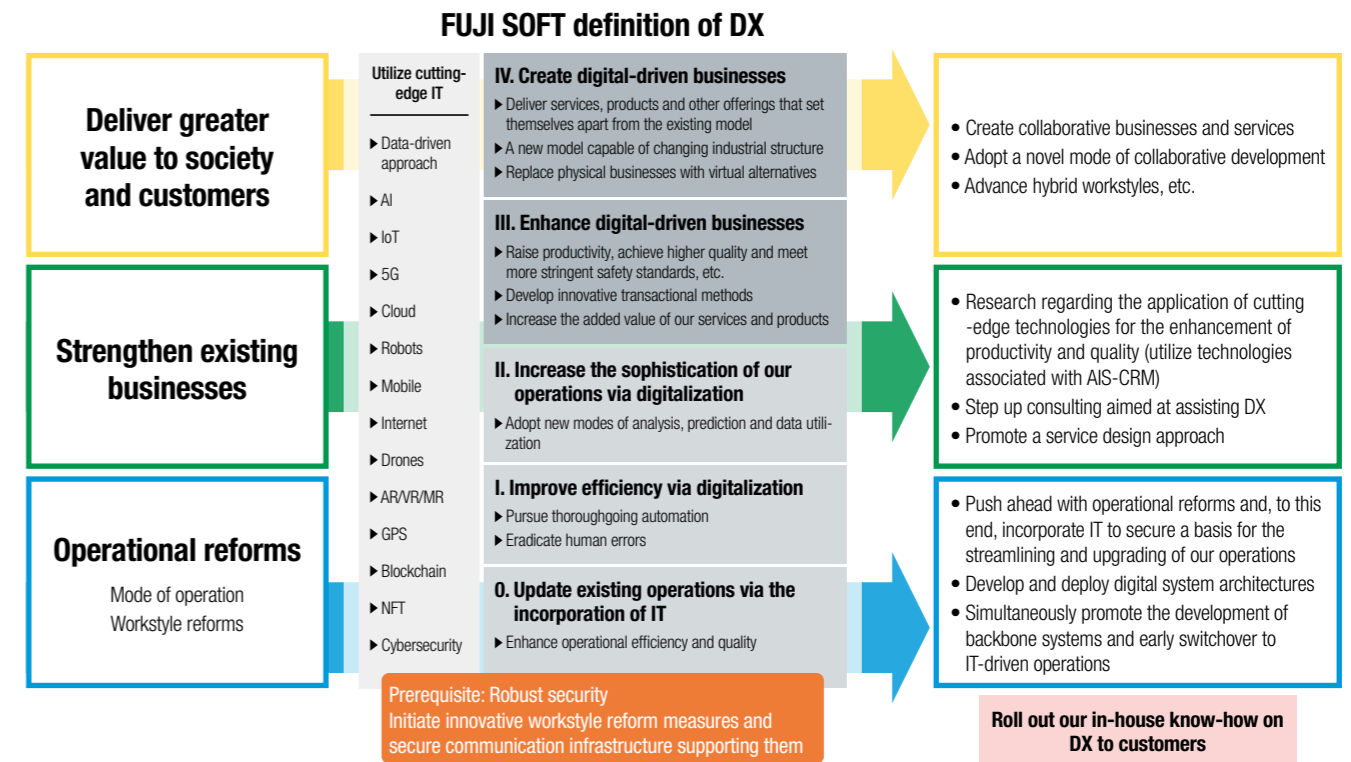 FUJI SOFT definition of DX
Deliver greater
value to society
and customers
Strengthen existing
businesses
Operational reforms
Mode of operation
Workstyle reforms
Utilize cutting-
edge IT
▶ Data-driven
approach
▶ AI
▶ IoT
▶ 5G
▶ Cloud
▶ Robots
▶ Mobile
▶ Internet
▶ Drones
▶ AR/VR/MR
▶ GPS
▶ Blockchain
▶ NFT
▶ Cybersecurity
IV. Create digital-driven businesses
▶ Deliver services, products and other offerings that set
themselves apart from the existing model
▶ A new model capable of changing industrial structure
▶ Replace physical businesses with virtual alternatives
III. Enhance digital-driven businesses
▶ Raise productivity, achieve higher quality and meet
more stringent safety standards, etc.
▶ Develop innovative transactional methods
▶ Increase the added value of our services and products
II. Increase the sophistication of our
operations via digitalization
▶ Adopt new modes of analysis, prediction and data utili-
zation
I. Improve efficiency via digitalization
▶ Pursue thoroughgoing automation
▶ Eradicate human errors
0. Update existing operations via the
incorporation of IT
▶ Enhance operational efficiency and quality
Prerequisite: Robust security
Initiate innovative workstyle reform measures and
secure communication infrastructure supporting them
• Create collaborative businesses and services
• Adopt a novel mode of collaborative development
• Advance hybrid workstyles, etc.
• Research regarding the application of cutting
-edge technologies for the enhancement of
productivity and quality (utilize technologies
associated with AIS-CRM)
• Step up consulting aimed at assisting DX
• Promote a service design approach
• Push ahead with operational reforms and, to this
end, incorporate IT to secure a basis for the
streamlining and upgrading of our operations
• Develop and deploy digital system architectures
• Simultaneously promote the development of
backbone systems and early switchover to
IT-driven operations
Roll out our in-house know-how on
DX to customers